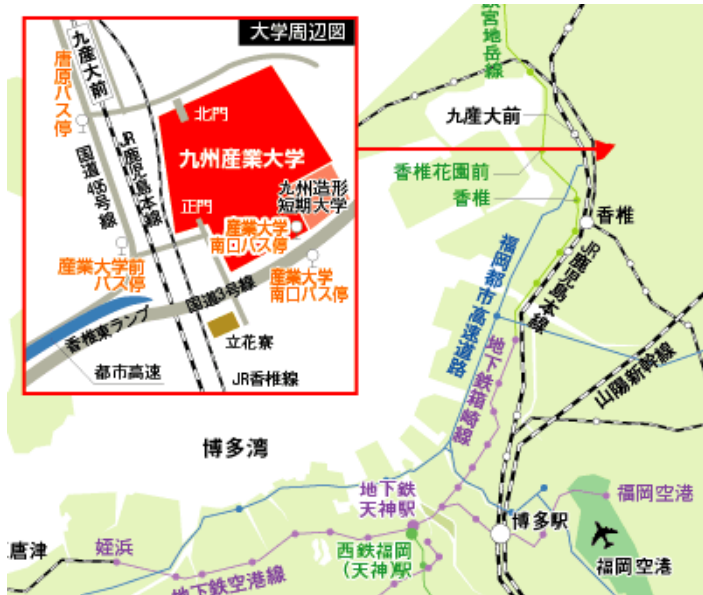 大学周辺図
九産大前
唐原バス停
北門
九州産業大学
九州造形
短期大学
正門
産業大学
南口バス停
産業大学
南口バス停
国道495号線
JR鹿児島本線
産業大学前
バス停
国道3号線
香椎東ランプ
都市高速
立花寮
JR香椎線
宮地岳線
九産大前
香椎花園前
香椎
香椎
JR鹿児島本線
福岡都市高速道路
地下鉄箱崎線
山陽新幹線
博多湾
地下鉄
天神駅
博多駅
福岡空港
福岡空港
西鉄福岡
(天神)駅
唐津
姪浜
地下鉄空港線